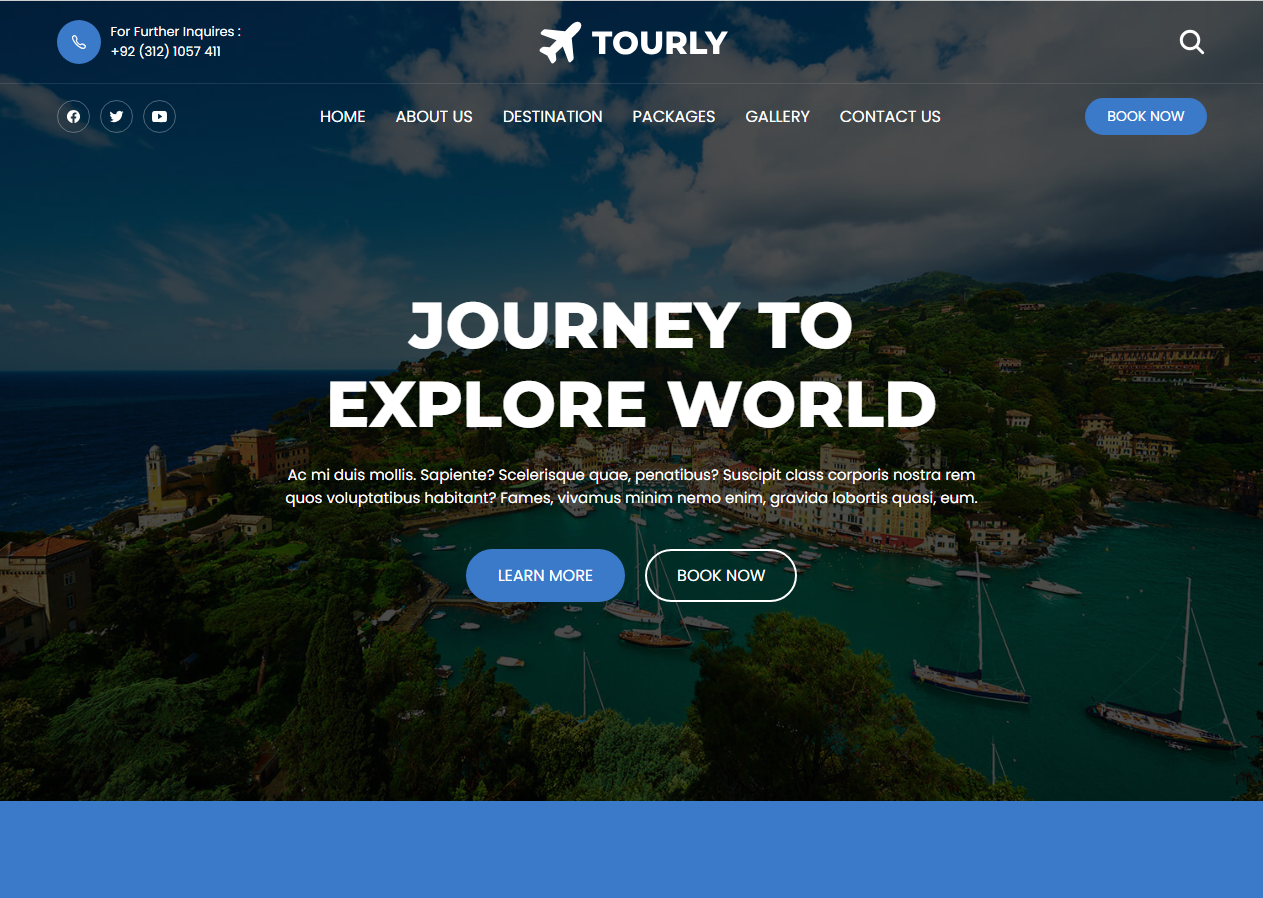 For Further Inquires :
+92 (312) 1057 411
TOURLY
HOME ABOUT US DESTINATION PACKAGES GALLERY CONTACT US
BOOK NOW
JOURNEY TO
EXPLORE WORLD
Ac mi duis mollis. Sapiente? Scelerisque quae, penatibus? Suscipit class corporis nostra rem
quos voluptatibus habitant? Fames, vivamus minim nemo enim, gravida lobortis quasi, eum.
LEARN MORE
BOOK NOW